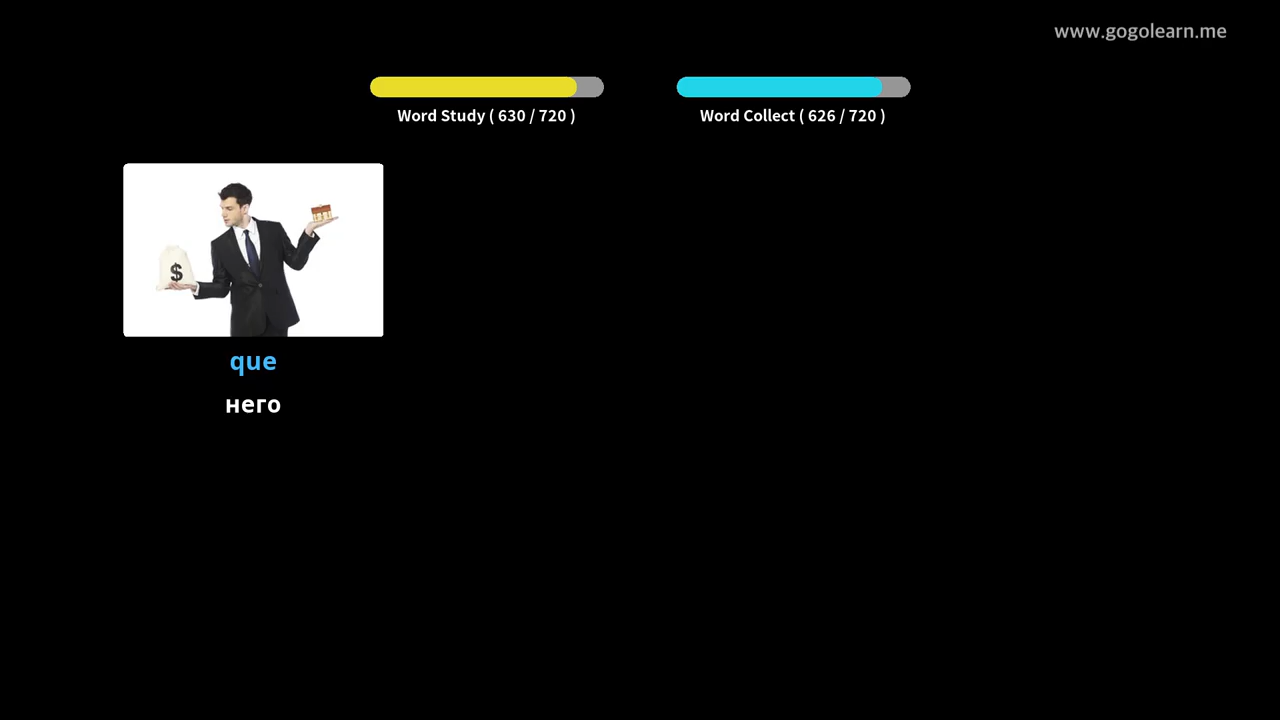 www.gogolearn.me
Word Study ( 630 / 720 )
Word Collect ( 626 / 720 )
$
que
него